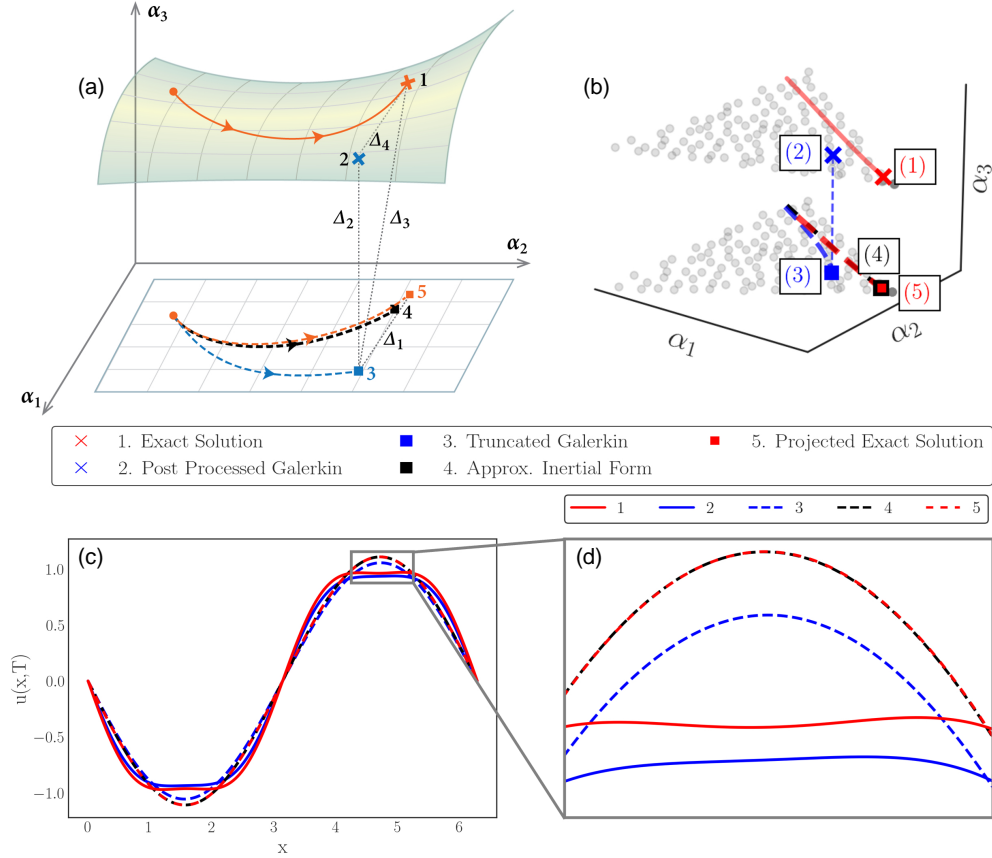 (a)
α₃
1
2
Δ₄
Δ₂
Δ₃
α₂
5
4
Δ₁
3
α₁
(b)
(2)
(1)
α₃
(4)
(3)
(5)
α₁
α₂
1. Exact Solution
3. Truncated Galerkin
5. Projected Exact Solution
2. Post Processed Galerkin
4. Approx. Inertial Form
1 2 3 4 5
(c)
1.0
0.5
0.0
−0.5
−1.0
u(x,T)
0 1 2 3 4 5 6
x
(d)